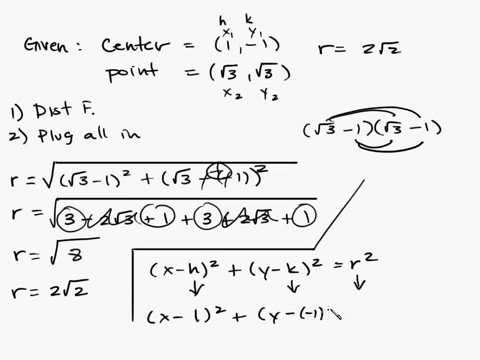 h k
x₁ y₁
Given: Center = (1, -1) r = 2√2
point = (√3, √3)
x₂ y₂
1) Dist F.
2) Plug all in
(√3 - 1)(√3 - 1)
r = √(√3 - 1)² + (√3 + 1)²
r = √3 - 2√3 + 1 + 3 + 2√3 + 1
r = √8
r = 2√2
(x - h)² + (y - k)² = r²
(x - 1)² + (y - (-1)